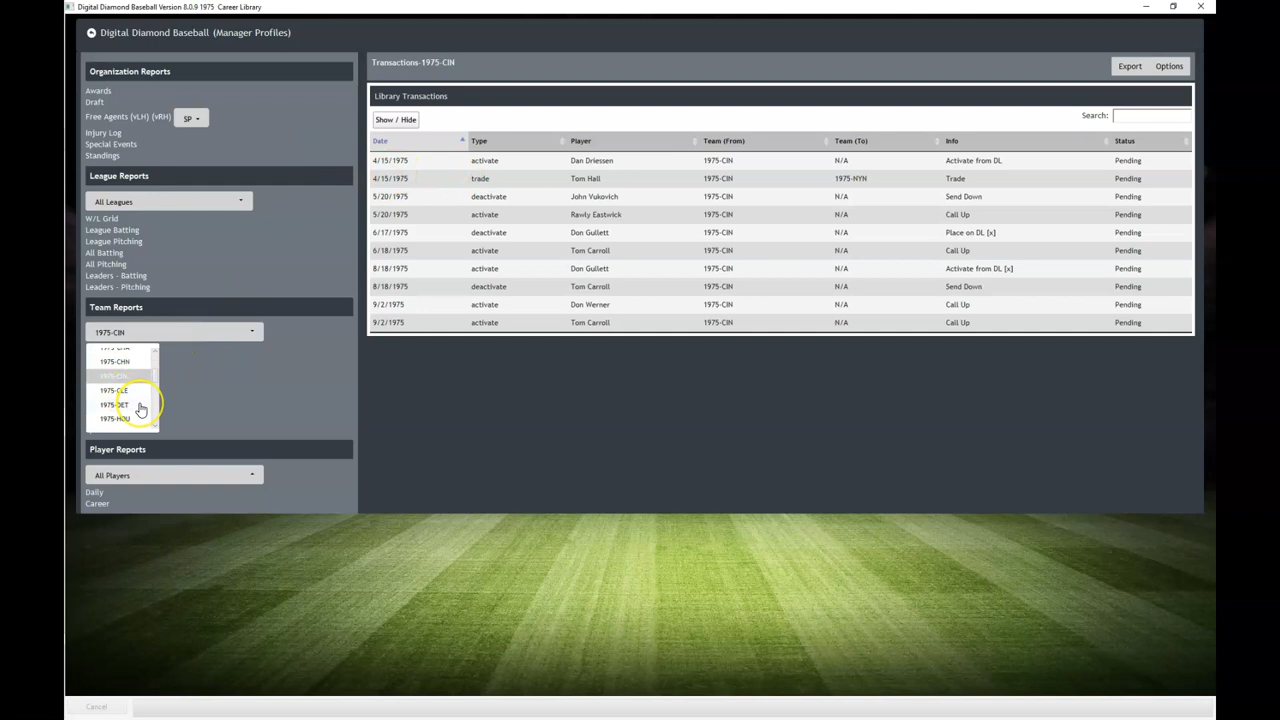 Digital Diamond Baseball Version 8.0.9 1975 Career Library
Digital Diamond Baseball (Manager Profiles)
Organization Reports
Awards
Draft
Free Agents (vLH) (vRH) SP
Injury Log
Special Events
Standings
League Reports
All Leagues
W/L Grid
League Batting
League Pitching
All Batting
All Pitching
Leaders - Batting
Leaders - Pitching
Team Reports
1975-CIN
1975-CHN
1975-CIN
1975-CLE
1975-DET
1975-HOU
Player Reports
All Players
Daily
Career
Transactions-1975-CIN
Export Options
Library Transactions
Show / Hide Search:
Date Type Player Team (From) Team (To) Info Status
4/15/1975 activate Dan Driessen 1975-CIN N/A Activate from DL Pending
4/15/1975 trade Tom Hall 1975-CIN 1975-NYN Trade Pending
5/20/1975 deactivate John Vukovich 1975-CIN N/A Send Down Pending
5/20/1975 activate Rawly Eastwick 1975-CIN N/A Call Up Pending
6/17/1975 deactivate Don Gullett 1975-CIN N/A Place on DL [x] Pending
6/18/1975 activate Tom Carroll 1975-CIN N/A Call Up Pending
8/18/1975 activate Don Gullett 1975-CIN N/A Activate from DL [x] Pending
8/18/1975 deactivate Tom Carroll 1975-CIN N/A Send Down Pending
9/2/1975 activate Don Werner 1975-CIN N/A Call Up Pending
9/2/1975 activate Tom Carroll 1975-CIN N/A Call Up Pending
Cancel